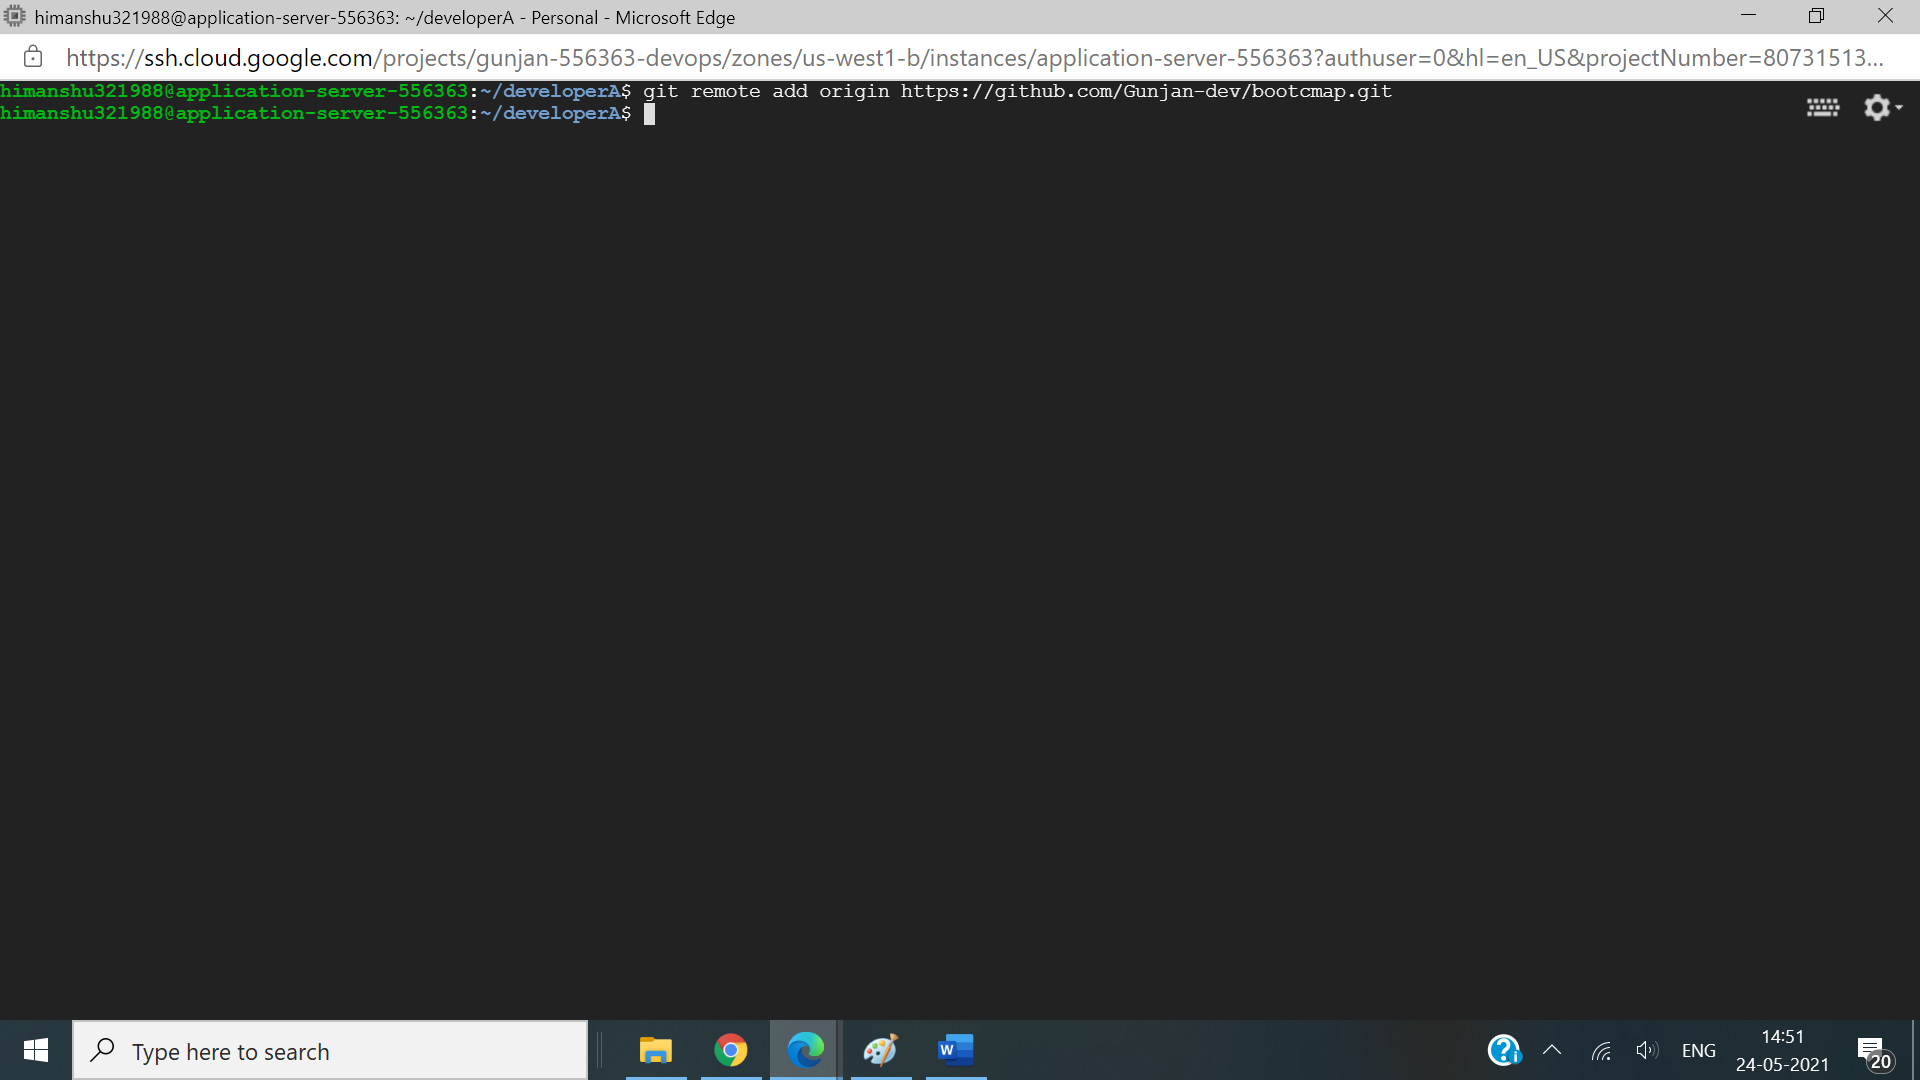 himanshu321988@application-server-556363: ~/developerA - Personal - Microsoft Edge
https://ssh.cloud.google.com/projects/gunjan-556363-devops/zones/us-west1-b/instances/application-server-556363?authuser=0&hl=en_US&projectNumber=80731513...
himanshu321988@application-server-556363:~/developerA$ git remote add origin https://github.com/Gunjan-dev/bootcmap.git
himanshu321988@application-server-556363:~/developerA$
Type here to search
W
ENG
14:51
24-05-2021
20